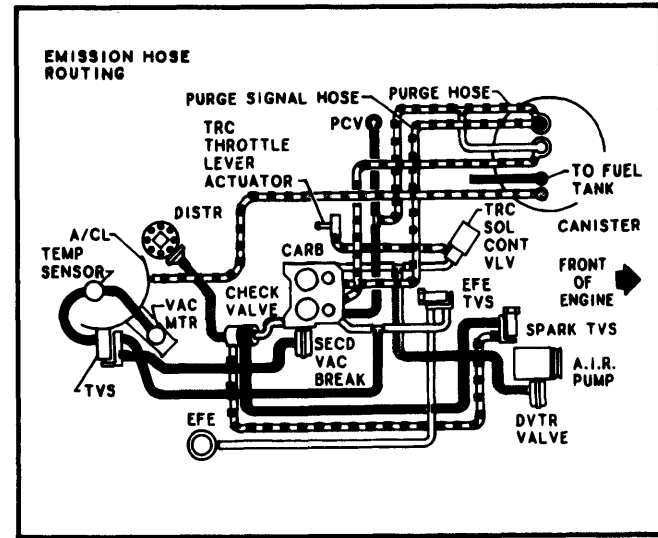 EMISSION HOSE
ROUTING
PURGE SIGNAL HOSE
PURGE HOSE
TRC
THROTTLE
LEVER
ACTUATOR
PCV
TO FUEL
TANK
DISTR
TRC
SOL
CONT
VLV
CANISTER
A/CL
TEMP
SENSOR
CARB
EFE
TVS
FRONT
OF
ENGINE
VAC
MTR
CHECK
VALVE
SPARK TVS
SECD
VAC
BREAK
A.I.R.
PUMP
TVS
EFE
DVTR
VALVE